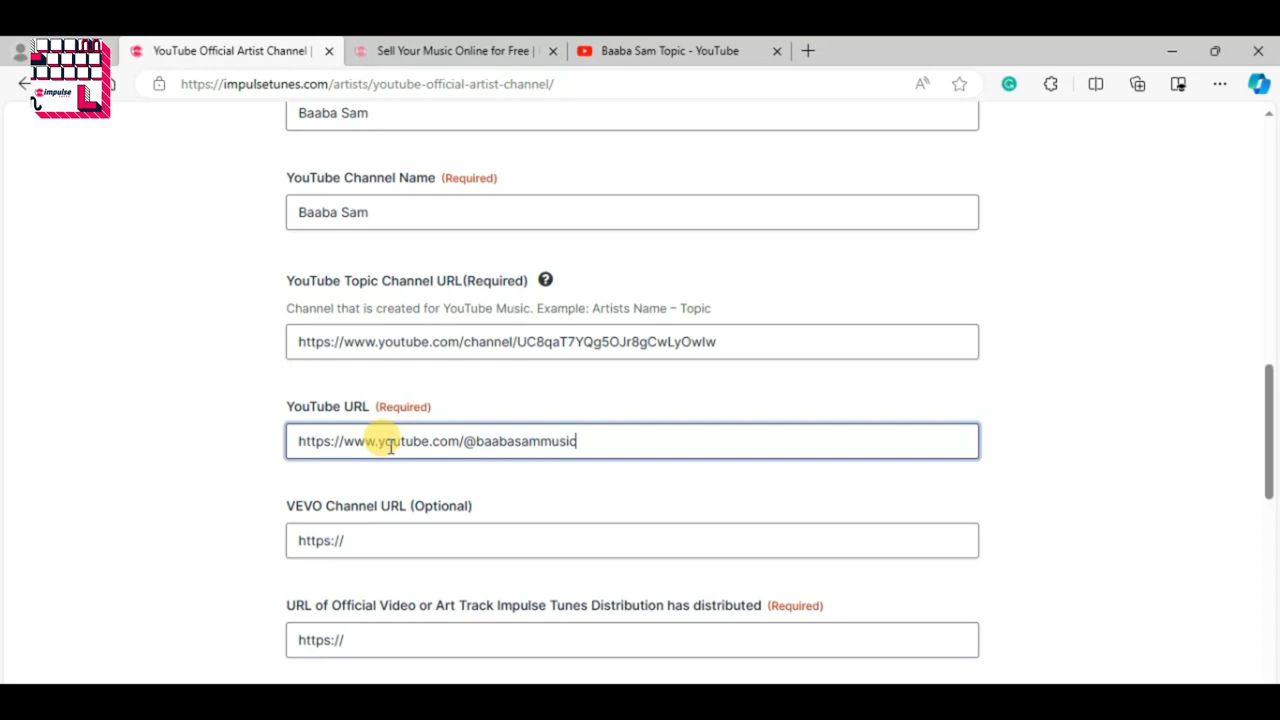 YouTube Official Artist Channel |
Sell Your Music Online for Free |
Baaba Sam Topic - YouTube
https://impulsetunes.com/artists/youtube-official-artist-channel/
impulse
Baaba Sam
YouTube Channel Name (Required)
Baaba Sam
YouTube Topic Channel URL(Required) ?
Channel that is created for YouTube Music. Example: Artists Name – Topic
https://www.youtube.com/channel/UC8qaT7YQg5OJr8gCwLyOwIw
YouTube URL (Required)
https://www.youtube.com/@baabasammusic
VEVO Channel URL (Optional)
https://
URL of Official Video or Art Track Impulse Tunes Distribution has distributed (Required)
https://